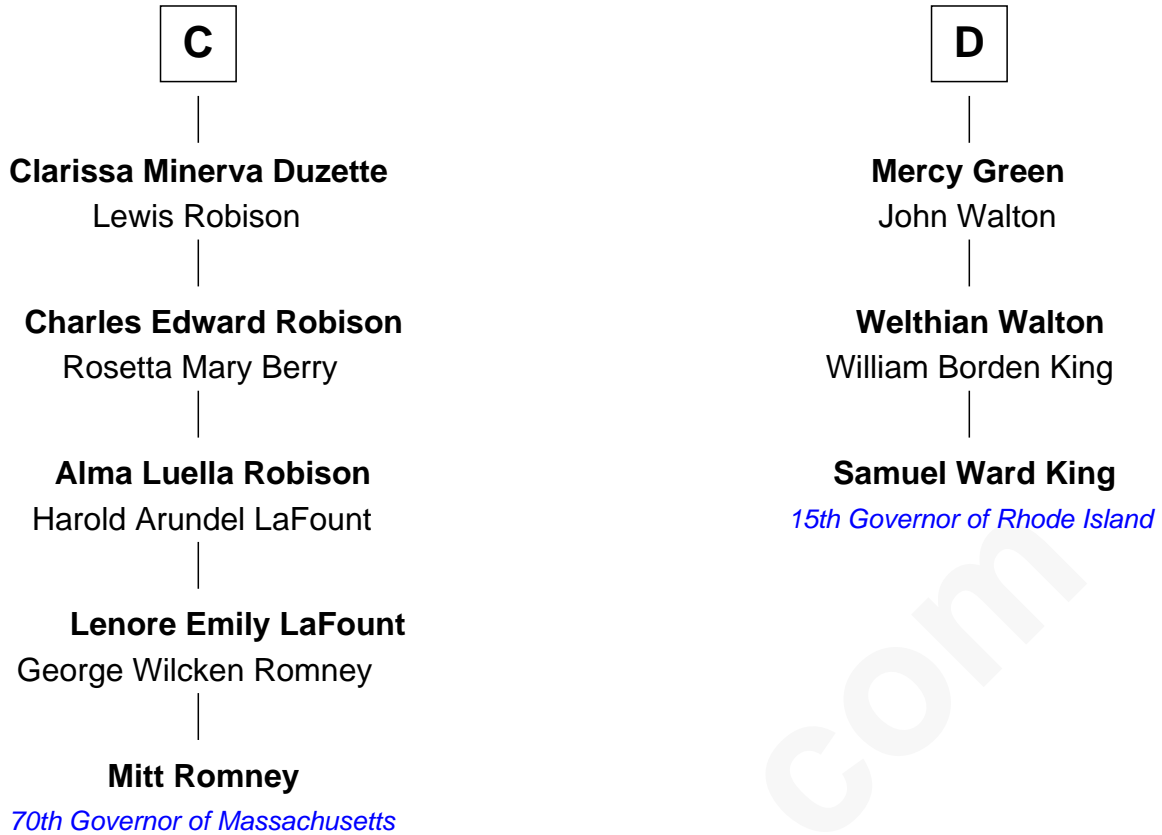 C
Clarissa Minerva Duzette
Lewis Robison
Charles Edward Robison
Rosetta Mary Berry
Alma Luella Robison
Harold Arundel LaFount
Lenore Emily LaFount
George Wilcken Romney
Mitt Romney
70th Governor of Massachusetts
D
Mercy Green
John Walton
Welthian Walton
William Borden King
Samuel Ward King
15th Governor of Rhode Island
com